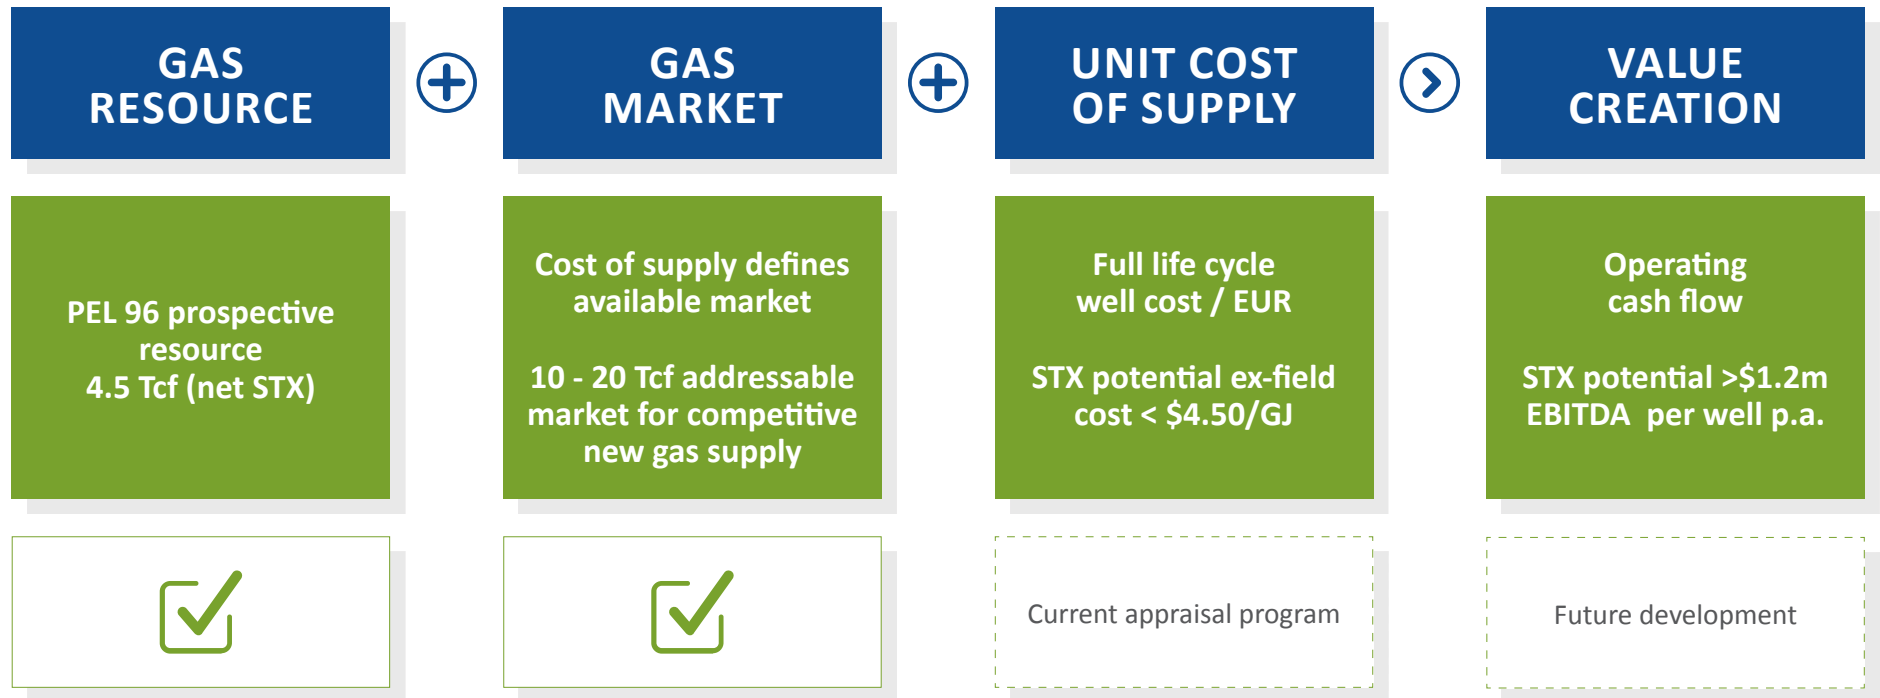 GAS
RESOURCE
GAS
MARKET
UNIT COST
OF SUPPLY
VALUE
CREATION
PEL 96 prospective
resource
4.5 Tcf (net STX)
Cost of supply defines
available market
10 - 20 Tcf addressable
market for competitive
new gas supply
Full life cycle
well cost / EUR
STX potential ex-field
cost < $4.50/GJ
Operating
cash flow
STX potential >$1.2m
EBITDA per well p.a.
Current appraisal program
Future development